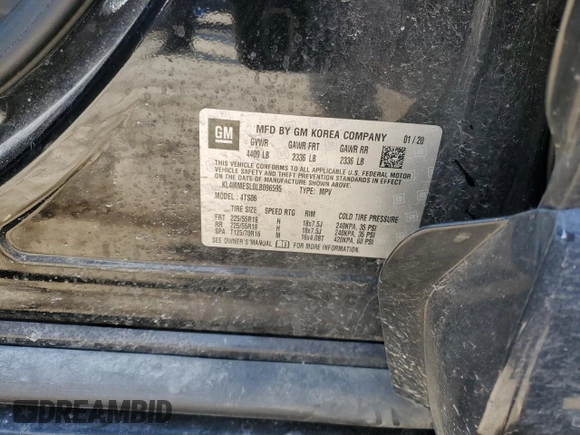 GM
MFD BY GM KOREA COMPANY 01/20
GVWR GAWR FRT GAWR RR
4409 LB 2336 LB 2336 LB
THIS VEHICLE CONFORMS TO ALL APPLICABLE U.S. FEDERAL MOTOR
VEHICLE SAFETY AND THEFT PREVENTION STANDARDS IN EFFECT ON
THE DATE OF MANUFACTURE SHOWN ABOVE.
KL4MMESL0LB096595 TYPE: MPV
MODEL: 4TS06
TIRE SIZE SPEED RTG RIM COLD TIRE PRESSURE
FRT 225/55R18 H 18x7.5J 240KPA, 35 PSI
RR 225/55R18 H 18x7.5J 240KPA, 35 PSI
SPA T125/70R16 M 16x4.0BT 420KPA, 60 PSI
SEE OWNER'S MANUAL FOR MORE INFORMATION.
DREAMBID